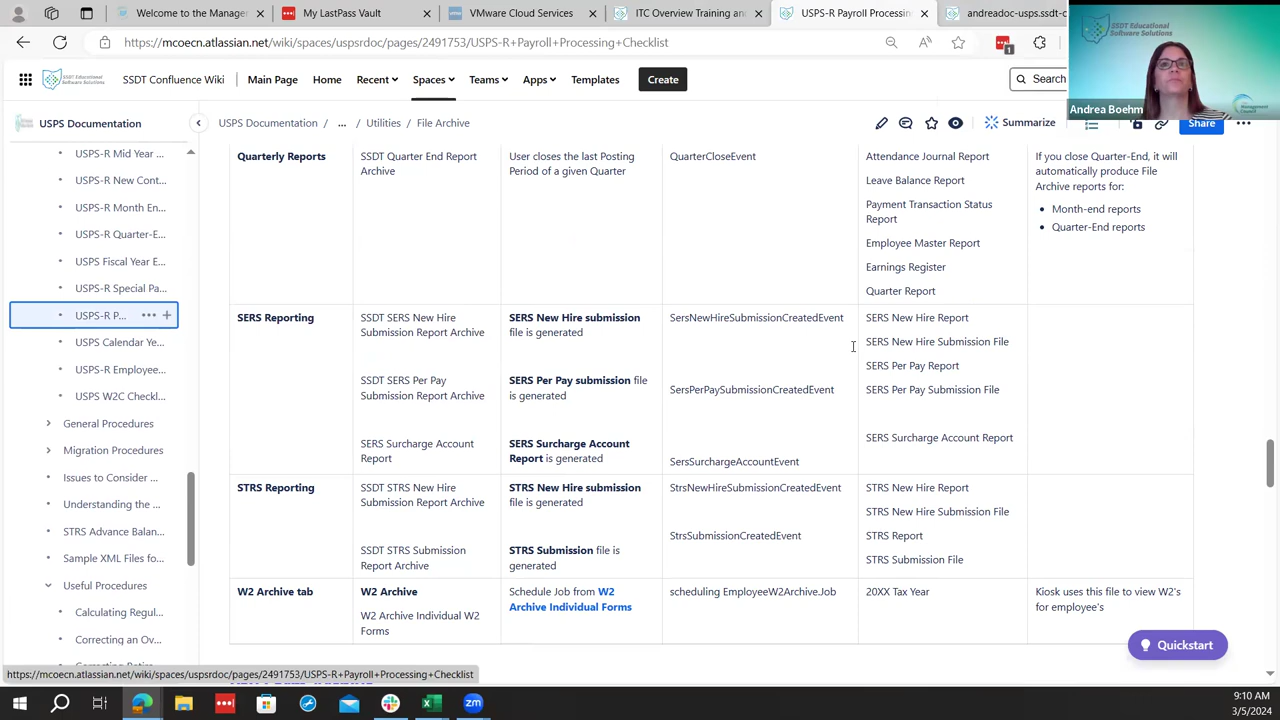 Welcome to the Manage
My LastPass Vault
VMware Cloud Services
ITC Overview Training an
USPS-R Payroll Processin
andreadoc-usps.ssdt-c
https://mcoecn.atlassian.net/wiki/spaces/uspsrdoc/pages/2491753/USPS-R+Payroll+Processing+Checklist
1
SSDT Educational
Software Solutions
Andrea Boehm
SSDT Confluence Wiki
Main Page
Home
Recent
Spaces
Teams
Apps
Templates
Create
Search
USPS Documentation
USPS Documentation / ... /
Archive
Summarize
Share
USPS-R Mid Year ...
USPS-R New Cont...
USPS-R Month En...
USPS-R Quarter-E...
USPS Fiscal Year E...
USPS-R Special Pa...
USPS-R P...
USPS Calendar Ye...
USPS-R Employee...
USPS W2C Checkl...
General Procedures
Migration Procedures
Issues to Consider ...
Understanding the ...
STRS Advance Balan...
Sample XML Files fo...
Useful Procedures
Calculating Regul...
Correcting an Ov...
Quarterly Reports
SSDT Quarter End Report
Archive
User closes the last Posting
Period of a given Quarter
QuarterCloseEvent
Attendance Journal Report
Leave Balance Report
Payment Transaction Status
Report
Employee Master Report
Earnings Register
Quarter Report
If you close Quarter-End, it will
automatically produce File
Archive reports for:
• Month-end reports
• Quarter-End reports
SERS Reporting
SSDT SERS New Hire
Submission Report Archive
SSDT SERS Per Pay
Submission Report Archive
SERS Surcharge Account
Report
SERS New Hire submission
file is generated
SERS Per Pay submission file
is generated
SERS Surcharge Account
Report is generated
SersNewHireSubmissionCreatedEvent
SersPerPaySubmissionCreatedEvent
SersSurchargeAccountEvent
SERS New Hire Report
SERS New Hire Submission File
SERS Per Pay Report
SERS Per Pay Submission File
SERS Surcharge Account Report
STRS Reporting
SSDT STRS New Hire
Submission Report Archive
SSDT STRS Submission
Report Archive
STRS New Hire submission
file is generated
STRS Submission file is
generated
StrsNewHireSubmissionCreatedEvent
StrsSubmissionCreatedEvent
STRS New Hire Report
STRS New Hire Submission File
STRS Report
STRS Submission File
W2 Archive tab
W2 Archive
W2 Archive Individual W2
Forms
Schedule Job from W2
Archive Individual Forms
scheduling EmployeeW2Archive.Job
20XX Tax Year
Kiosk uses this file to view W2's
for employee's
Quickstart
https://mcoecn.atlassian.net/wiki/spaces/uspsrdoc/pages/2491753/USPS-R+Payroll+Processing+Checklist
9:10 AM
3/5/2024